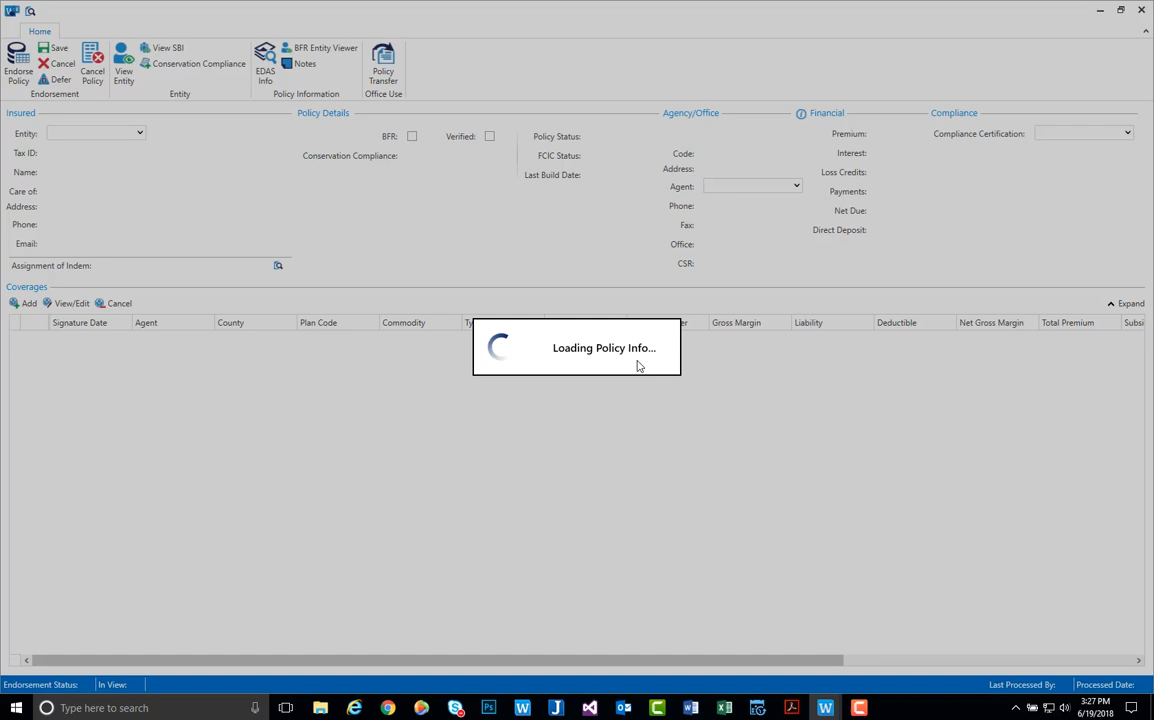 Home
Endorse Policy
Save
Cancel
Defer
Cancel Policy
Endorsement
View Entity
View SBI
Conservation Compliance
Entity
EDAS Info
BFR Entity Viewer
Notes
Policy Information
Policy Transfer
Office Use
Insured
Entity:
Tax ID:
Name:
Care of:
Address:
Phone:
Email:
Assignment of Indem:
Policy Details
BFR:
Verified:
Conservation Compliance:
Policy Status:
FCIC Status:
Last Build Date:
Agency/Office
Code:
Address:
Agent:
Phone:
Fax:
Office:
CSR:
Financial
Premium:
Interest:
Loss Credits:
Payments:
Net Due:
Direct Deposit:
Compliance
Compliance Certification:
Coverages
Add View/Edit Cancel
Expand
Signature Date Agent County Plan Code Commodity Ty Gross Margin Liability Deductible Net Gross Margin Total Premium Subsi
Loading Policy Info...
Endorsement Status: In View: Last Processed By: Processed Date:
Type here to search
3:27 PM
6/19/2018